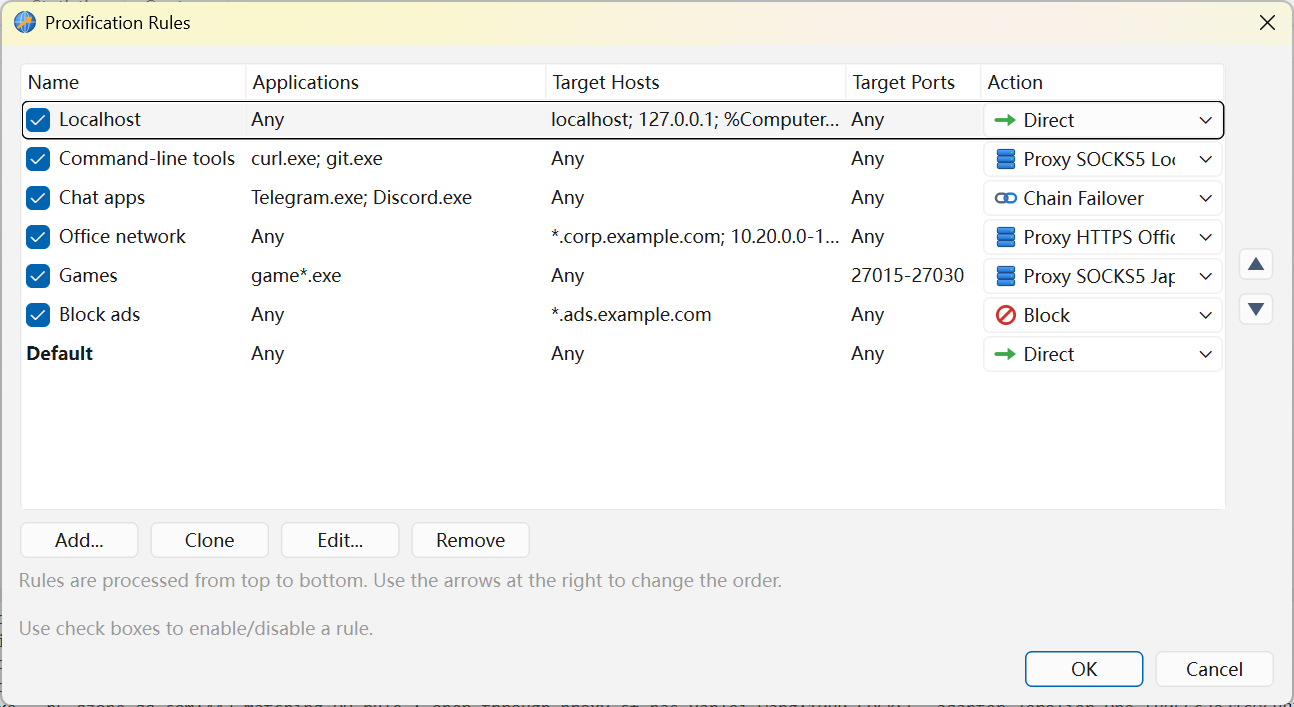 Proxification Rules
Name Applications Target Hosts Target Ports Action
Localhost Any localhost; 127.0.0.1; %Computer... Any Direct
Command-line tools curl.exe; git.exe Any Any Proxy SOCKS5 Loc
Chat apps Telegram.exe; Discord.exe Any Any Chain Failover
Office network Any *.corp.example.com; 10.20.0.0-1... Any Proxy HTTPS Offic
Games game*.exe Any 27015-27030 Proxy SOCKS5 Jap
Block ads Any *.ads.example.com Any Block
Default Any Any Any Direct
Add... Clone Edit... Remove
Rules are processed from top to bottom. Use the arrows at the right to change the order.
Use check boxes to enable/disable a rule.
OK Cancel